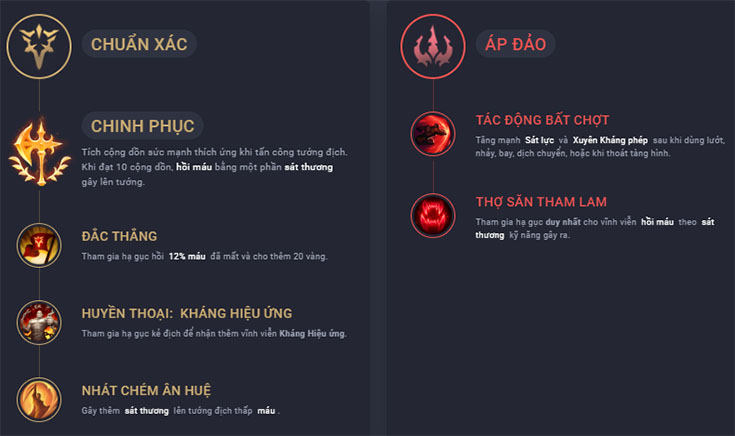 CHUẨN XÁC
CHINH PHỤC
Tích cộng dồn sức mạnh thích ứng khi tấn công tướng địch.
Khi đạt 10 cộng dồn, hồi máu bằng một phần sát thương
gây lên tướng.
ĐẮC THẮNG
Tham gia hạ gục hồi 12% máu đã mất và cho thêm 20 vàng.
HUYỀN THOẠI: KHÁNG HIỆU ỨNG
Tham gia hạ gục kẻ địch để nhận thêm vĩnh viễn Kháng Hiệu ứng.
NHÁT CHÉM ÂN HUỆ
Gây thêm sát thương lên tướng địch thấp máu .
ÁP ĐẢO
TÁC ĐỘNG BẤT CHỢT
Tăng mạnh Sát lực và Xuyên Kháng phép sau khi dùng lướt,
nhảy, bay, dịch chuyển, hoặc khi thoát tàng hình.
THỢ SĂN THAM LAM
Tham gia hạ gục duy nhất cho vĩnh viễn hồi máu theo sát
thương kỹ năng gây ra.